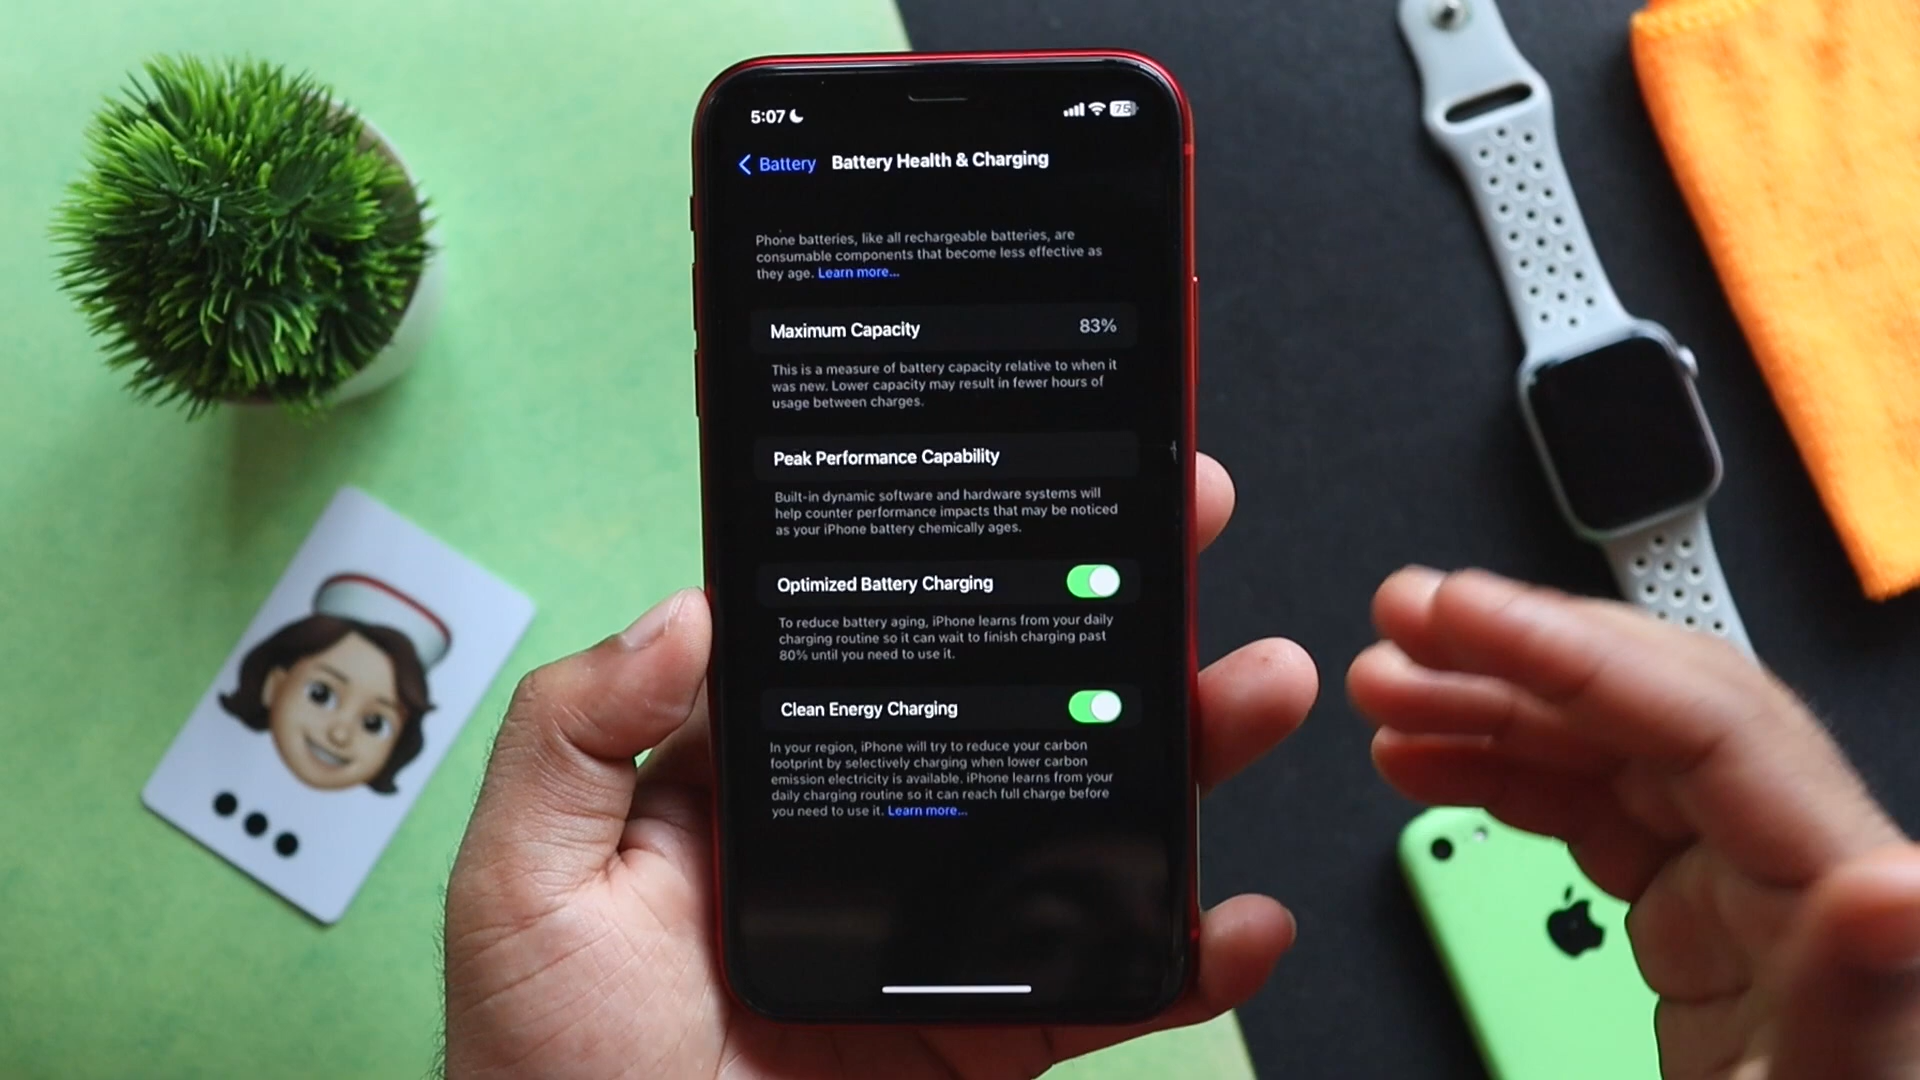 5:07
75
Battery Battery Health & Charging
Phone batteries, like all rechargeable batteries, are
consumable components that become less effective as
they age. Learn more...
Maximum Capacity 83%
This is a measure of battery capacity relative to when it
was new. Lower capacity may result in fewer hours of
usage between charges.
Peak Performance Capability
Built-in dynamic software and hardware systems will
help counter performance impacts that may be noticed
as your iPhone battery chemically ages.
Optimized Battery Charging
To reduce battery aging, iPhone learns from your daily
charging routine so it can wait to finish charging past
80% until you need to use it.
Clean Energy Charging
In your region, iPhone will try to reduce your carbon
footprint by selectively charging when lower carbon
emission electricity is available. iPhone learns from your
daily charging routine so it can reach full charge before
you need to use it. Learn more...